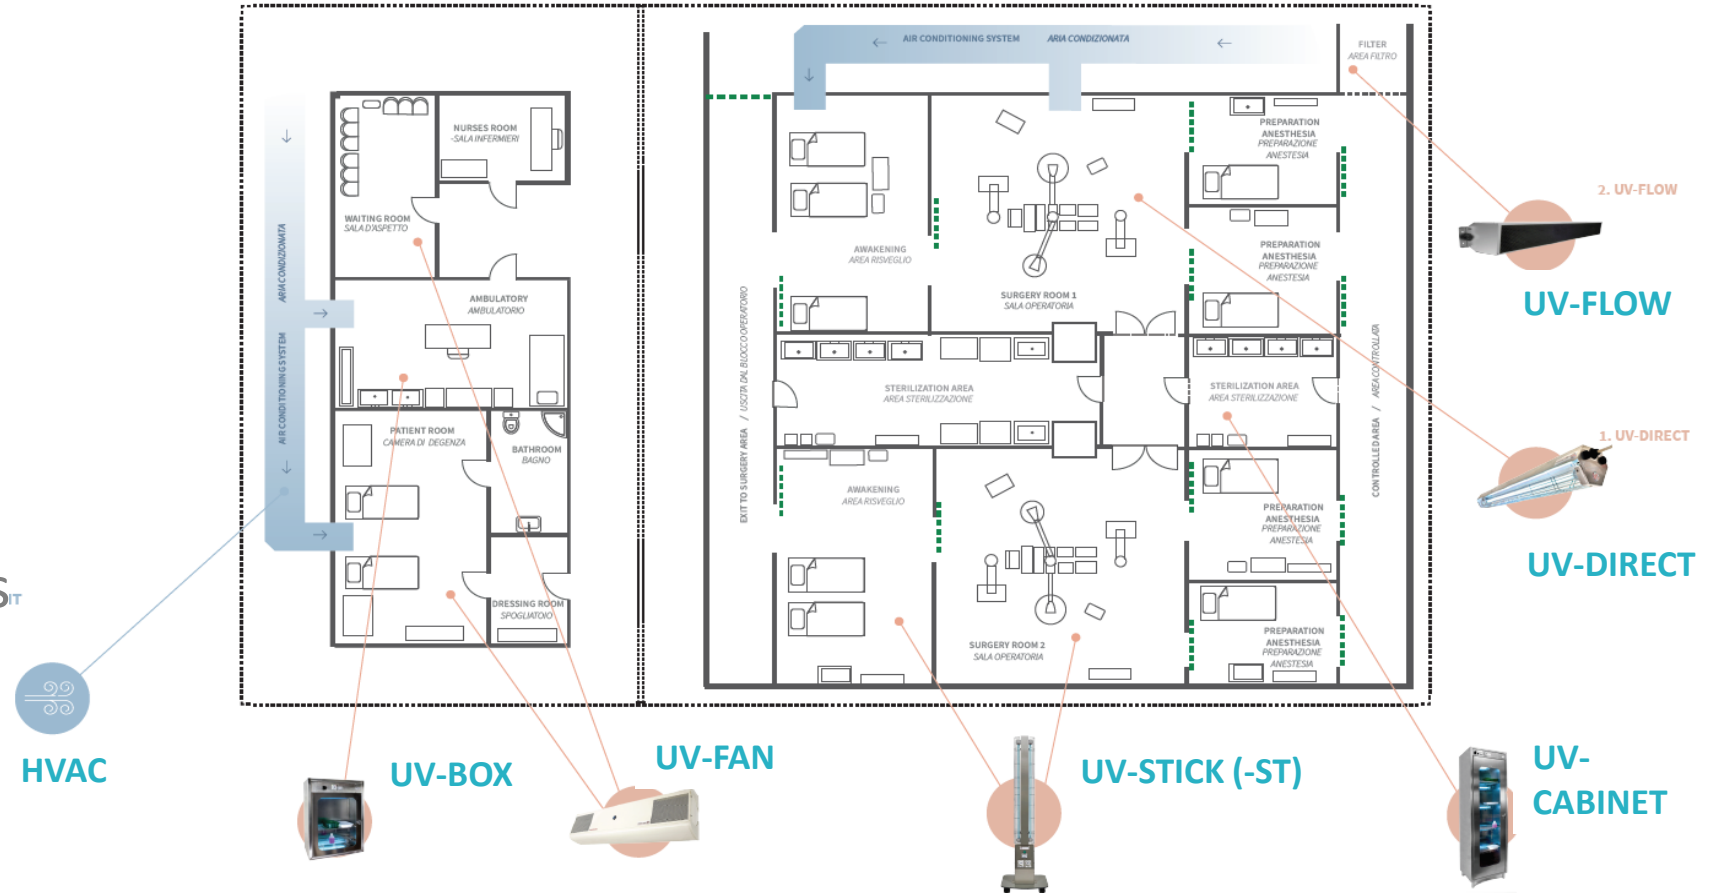 AIR CONDITIONING SYSTEM ARIA CONDIZIONATA
FILTER
AREA FILTRO
NURSES ROOM
-SALA INFERMIERI
PREPARATION
ANESTHESIA
PREPARAZIONE
ANESTESIA
2. UV-FLOW
WAITING ROOM
SALA D'ASPETTO
AWAKENING
AREA RISVEGLIO
PREPARATION
ANESTHESIA
PREPARAZIONE
ANESTESIA
UV-FLOW
AIR CONDITIONING SYSTEM ARIA CONDIZIONATA
AMBULATORY
AMBULATORIO
SURGERY ROOM 1
SALA OPERATORIA
EXIT TO SURGERY AREA / USCITA DAL BLOCCO OPERATORIO
STERILIZATION AREA
AREA STERILIZZAZIONE
STERILIZATION AREA
AREA STERILIZZAZIONE
CONTROLLED AREA / AREA CONTROLLATA
PATIENT ROOM
CAMERA DI DEGENZA
BATHROOM
BAGNO
1. UV-DIRECT
AWAKENING
AREA RISVEGLIO
PREPARATION
ANESTHESIA
PREPARAZIONE
ANESTESIA
UV-DIRECT
S IT
DRESSING ROOM
SPOGLIATOIO
SURGERY ROOM 2
SALA OPERATORIA
PREPARATION
ANESTHESIA
PREPARAZIONE
ANESTESIA
HVAC
UV-BOX
UV-FAN
UV-STICK (-ST)
UV-
CABINET